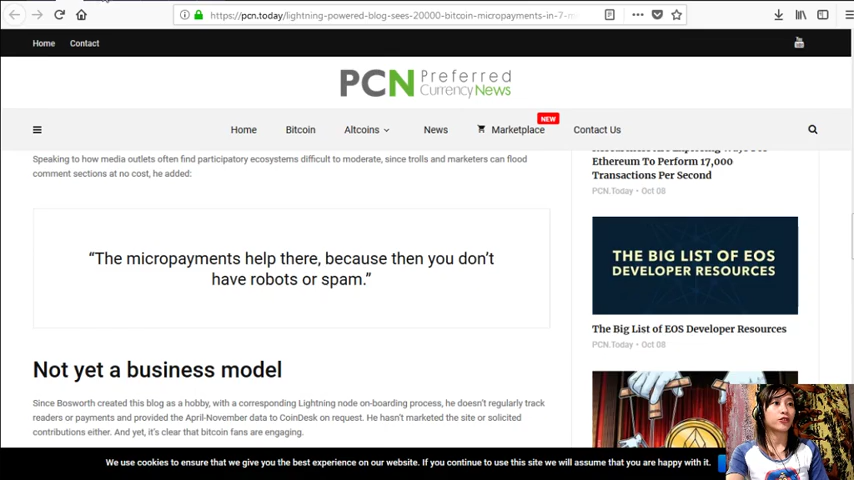 https://pcn.today/lightning-powered-blog-sees-20000-bitcoin-micropayments-in-7-m
Home Contact
PCN Preferred
CurrencyNews
NEW
Home Bitcoin Altcoins News Marketplace Contact Us
Speaking to how media outlets often find participatory ecosystems difficult to moderate, since trolls and marketers can flood
comment sections at no cost, he added:
“The micropayments help there, because then you don’t
have robots or spam.”
Not yet a business model
Since Bosworth created this blog as a hobby, with a corresponding Lightning node on-boarding process, he doesn’t regularly track
readers or payments and provided the April-November data to CoinDesk on request. He hasn’t marketed the site or solicited
contributions either. And yet, it’s clear that bitcoin fans are engaging.
Ethereum To Perform 17,000
Transactions Per Second
PCN.Today • Oct 08
THE BIG LIST OF EOS
DEVELOPER RESOURCES
The Big List of EOS Developer Resources
PCN.Today • Oct 08
We use cookies to ensure that we give you the best experience on our website. If you continue to use this site we will assume that you are happy with it.